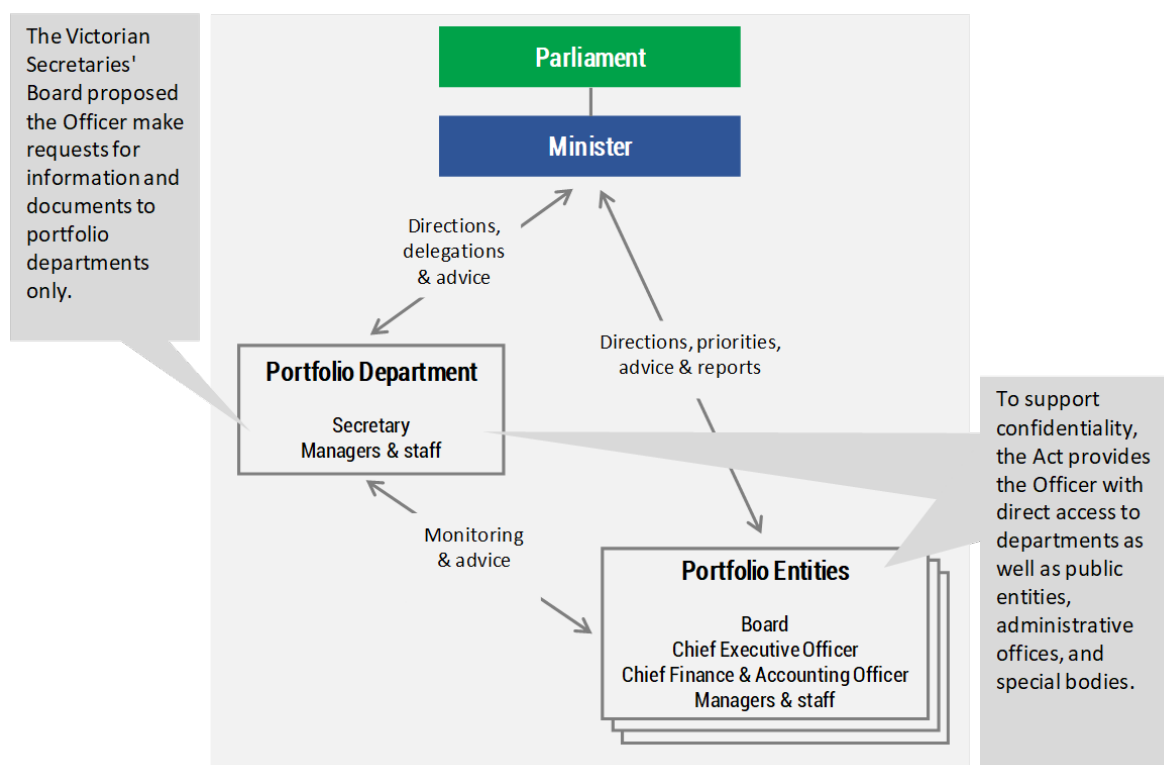 The Victorian
Secretaries'
Board proposed
the Officer make
requests for
information and
documents to
portfolio
departments
only.
Parliament
Minister
Directions,
delegations
& advice
Directions, priorities,
advice & reports
Portfolio Department
Secretary
Managers & staff
Monitoring
& advice
Portfolio Entities
Board
Chief Executive Officer
Chief Finance & Accounting Officer
Managers & staff
To support
confidentiality,
the Act provides
the Officer with
direct access to
departments as
well as public
entities,
administrative
offices, and
special bodies.